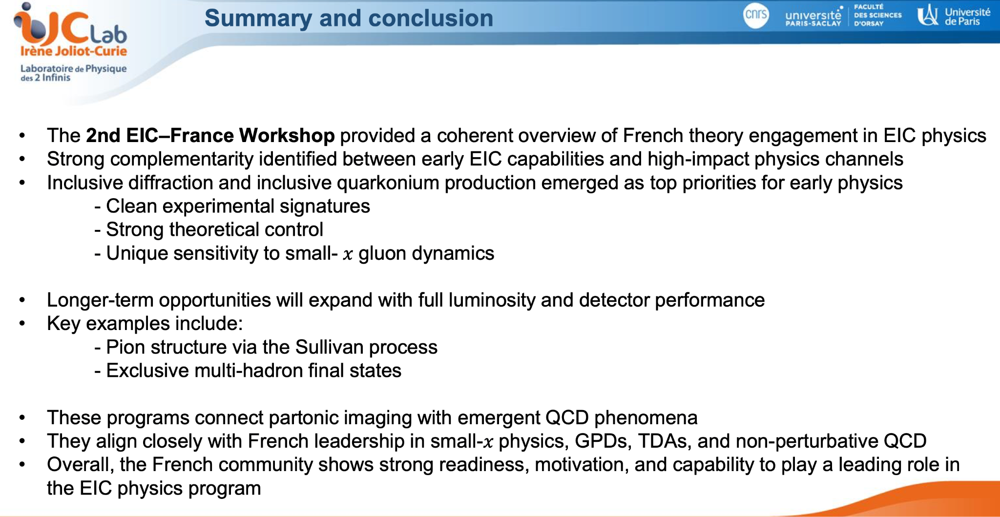 iJCLab
Irène Joliot-Curie
Laboratoire de Physique
des 2 Infinis
Summary and conclusion
cnrs
université
PARIS-SACLAY
FACULTÉ
DES SCIENCES
D'ORSAY
Université
de Paris
• The 2nd EIC–France Workshop provided a coherent overview of French theory engagement in EIC physics
• Strong complementarity identified between early EIC capabilities and high-impact physics channels
• Inclusive diffraction and inclusive quarkonium production emerged as top priorities for early physics
- Clean experimental signatures
- Strong theoretical control
- Unique sensitivity to small- x gluon dynamics
• Longer-term opportunities will expand with full luminosity and detector performance
• Key examples include:
- Pion structure via the Sullivan process
- Exclusive multi-hadron final states
• These programs connect partonic imaging with emergent QCD phenomena
• They align closely with French leadership in small-x physics, GPDs, TDAs, and non-perturbative QCD
• Overall, the French community shows strong readiness, motivation, and capability to play a leading role in
the EIC physics program